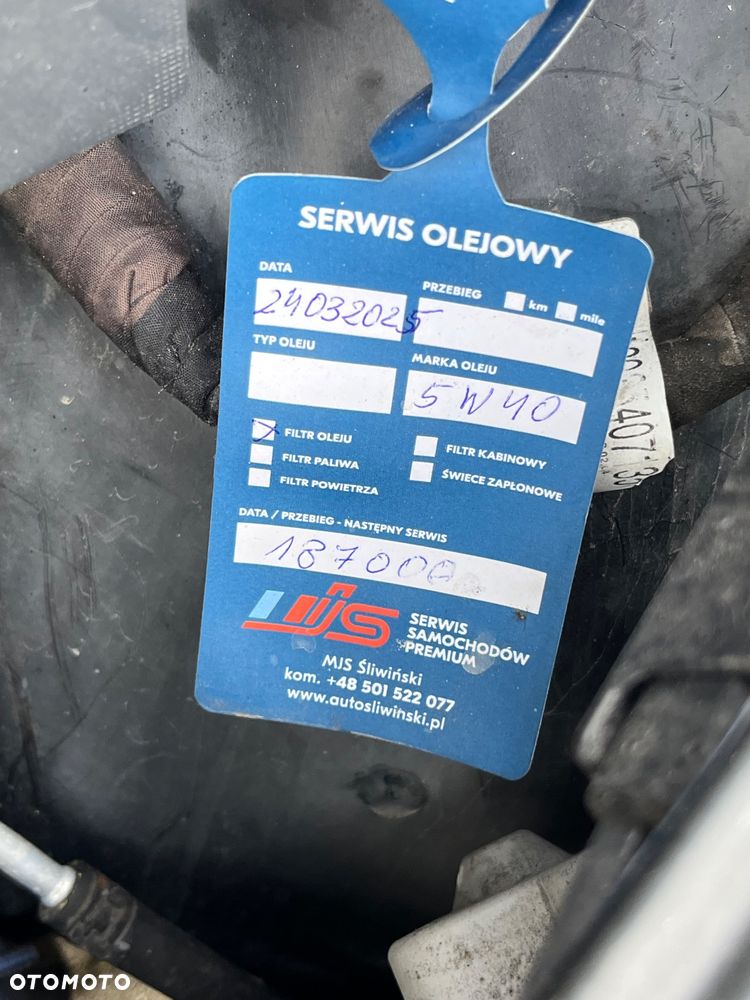 SERWIS OLEJOWY
DATA
PRZEBIEG km mile
24032025
TYP OLEJU
MARKA OLEJU
5W40
FILTR OLEJU
FILTR PALIWA
FILTR POWIETRZA
FILTR KABINOWY
ŚWIECE ZAPŁONOWE
DATA / PRZEBIEG - NASTĘPNY SERWIS
187000
MJS
SERWIS
SAMOCHODÓW
PREMIUM
MJS Śliwiński
kom. +48 501 522 077
www.autosliwiński.pl
407
OTOMOTO